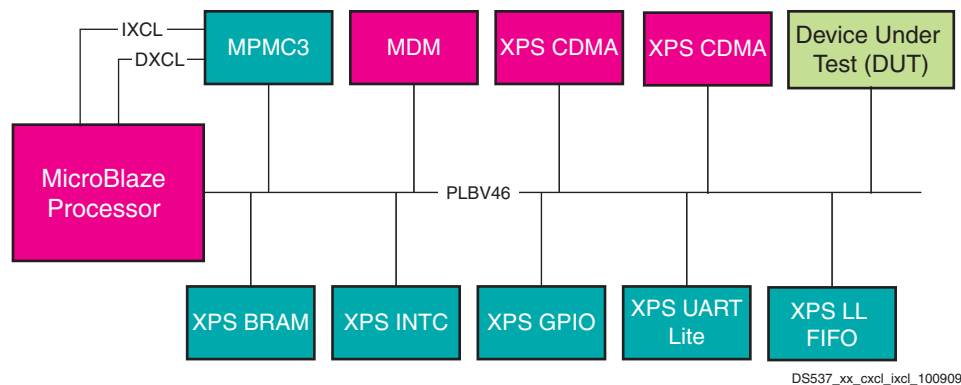 IXCL
DXCL
MPMC3
MDM
XPS CDMA
XPS CDMA
Device Under
Test (DUT)
MicroBlaze
Processor
PLBV46
XPS BRAM
XPS INTC
XPS GPIO
XPS UART
Lite
XPS LL
FIFO
DS537_xx_cxcl_ixcl_100909